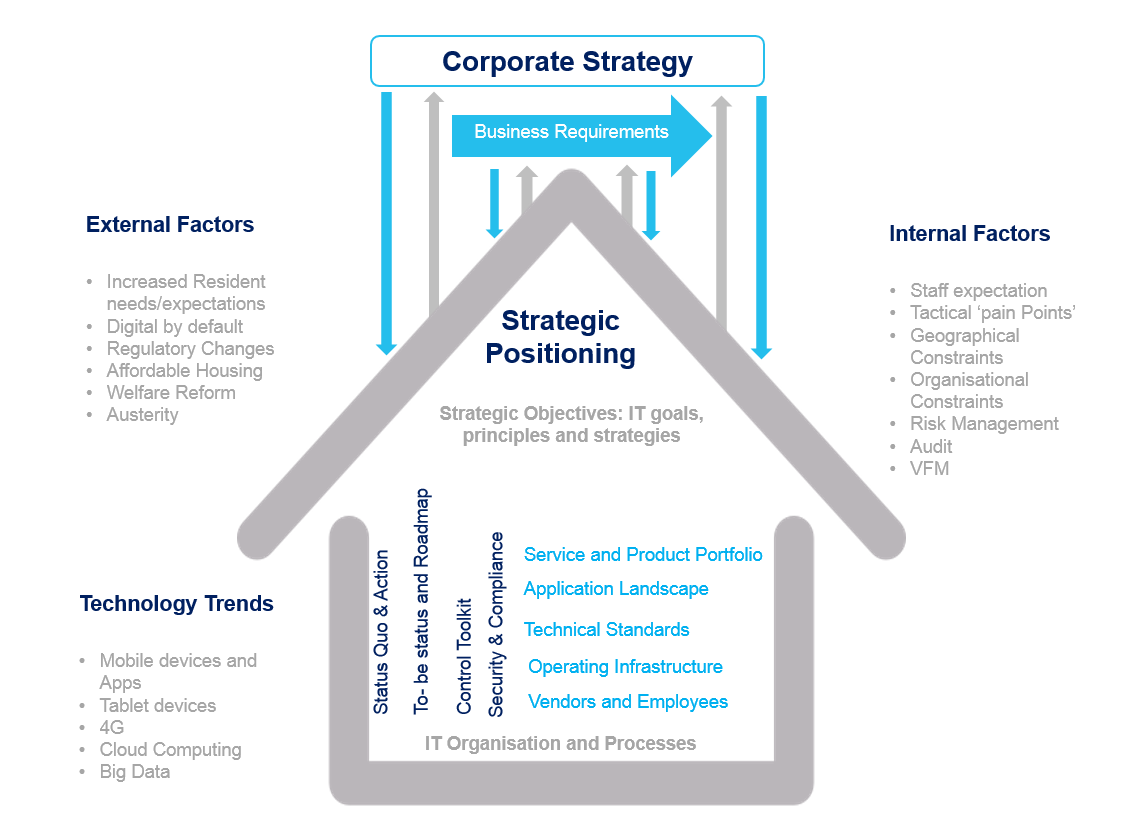 Corporate Strategy
Business Requirements
External Factors
• Increased Resident
needs/expectations
• Digital by default
• Regulatory Changes
• Affordable Housing
• Welfare Reform
• Austerity
Internal Factors
• Staff expectation
• Tactical ‘pain Points’
• Geographical
Constraints
• Organisational
Constraints
• Risk Management
• Audit
• VFM
Strategic
Positioning
Strategic Objectives: IT goals,
principles and strategies
Technology Trends
• Mobile devices and
Apps
• Tablet devices
• 4G
• Cloud Computing
• Big Data
Status Quo & Action
To- be status and Roadmap
Control Toolkit
Security & Compliance
Service and Product Portfolio
Application Landscape
Technical Standards
Operating Infrastructure
Vendors and Employees
IT Organisation and Processes